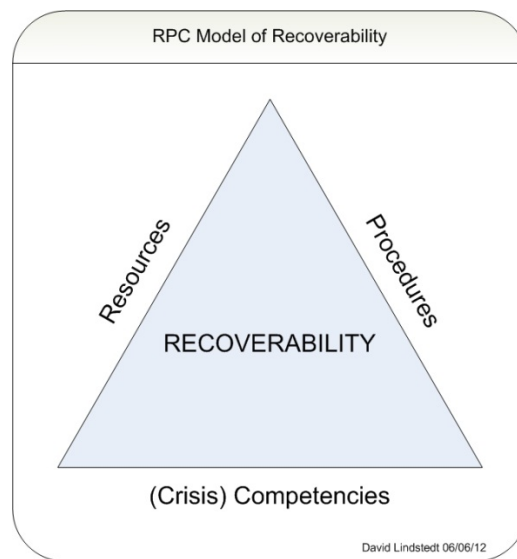 RPC Model of Recoverability
Resources
Procedures
RECOVERABILITY
(Crisis) Competencies
David Lindstedt 06/06/12